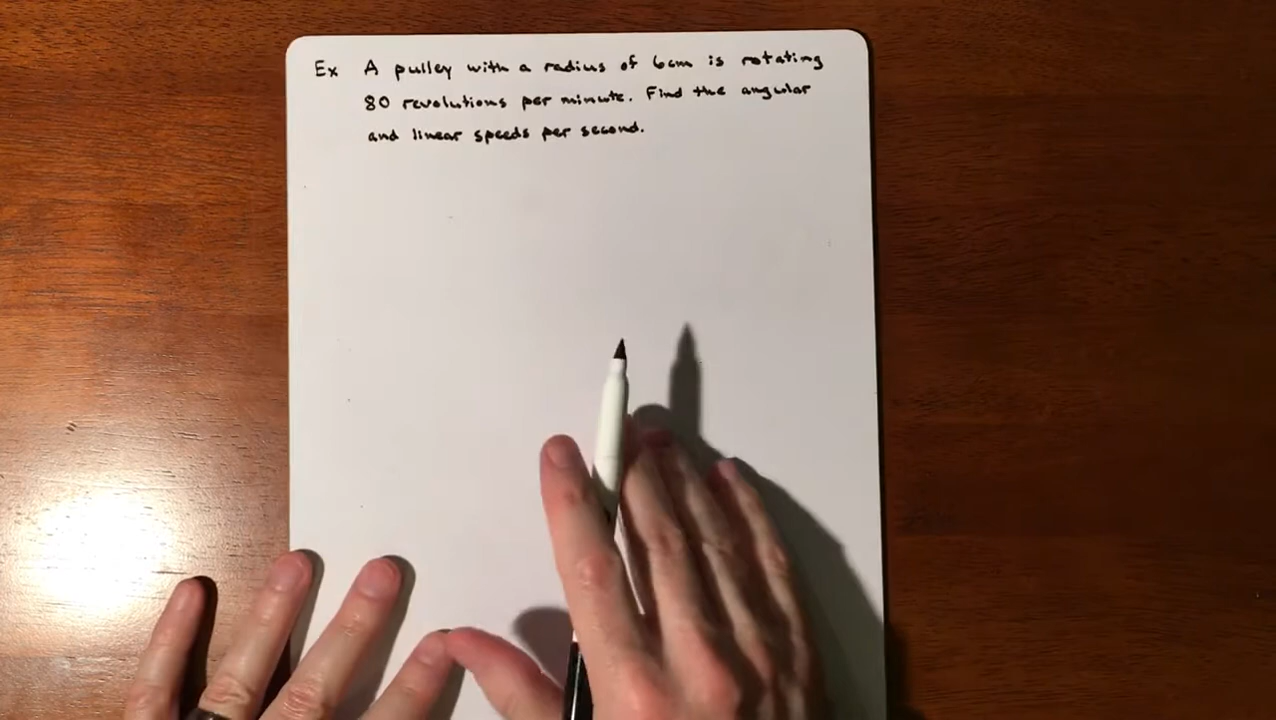 Ex A pulley with a radius of 6cm is rotating
80 revolutions per minute. Find the angular
and linear speeds per second.